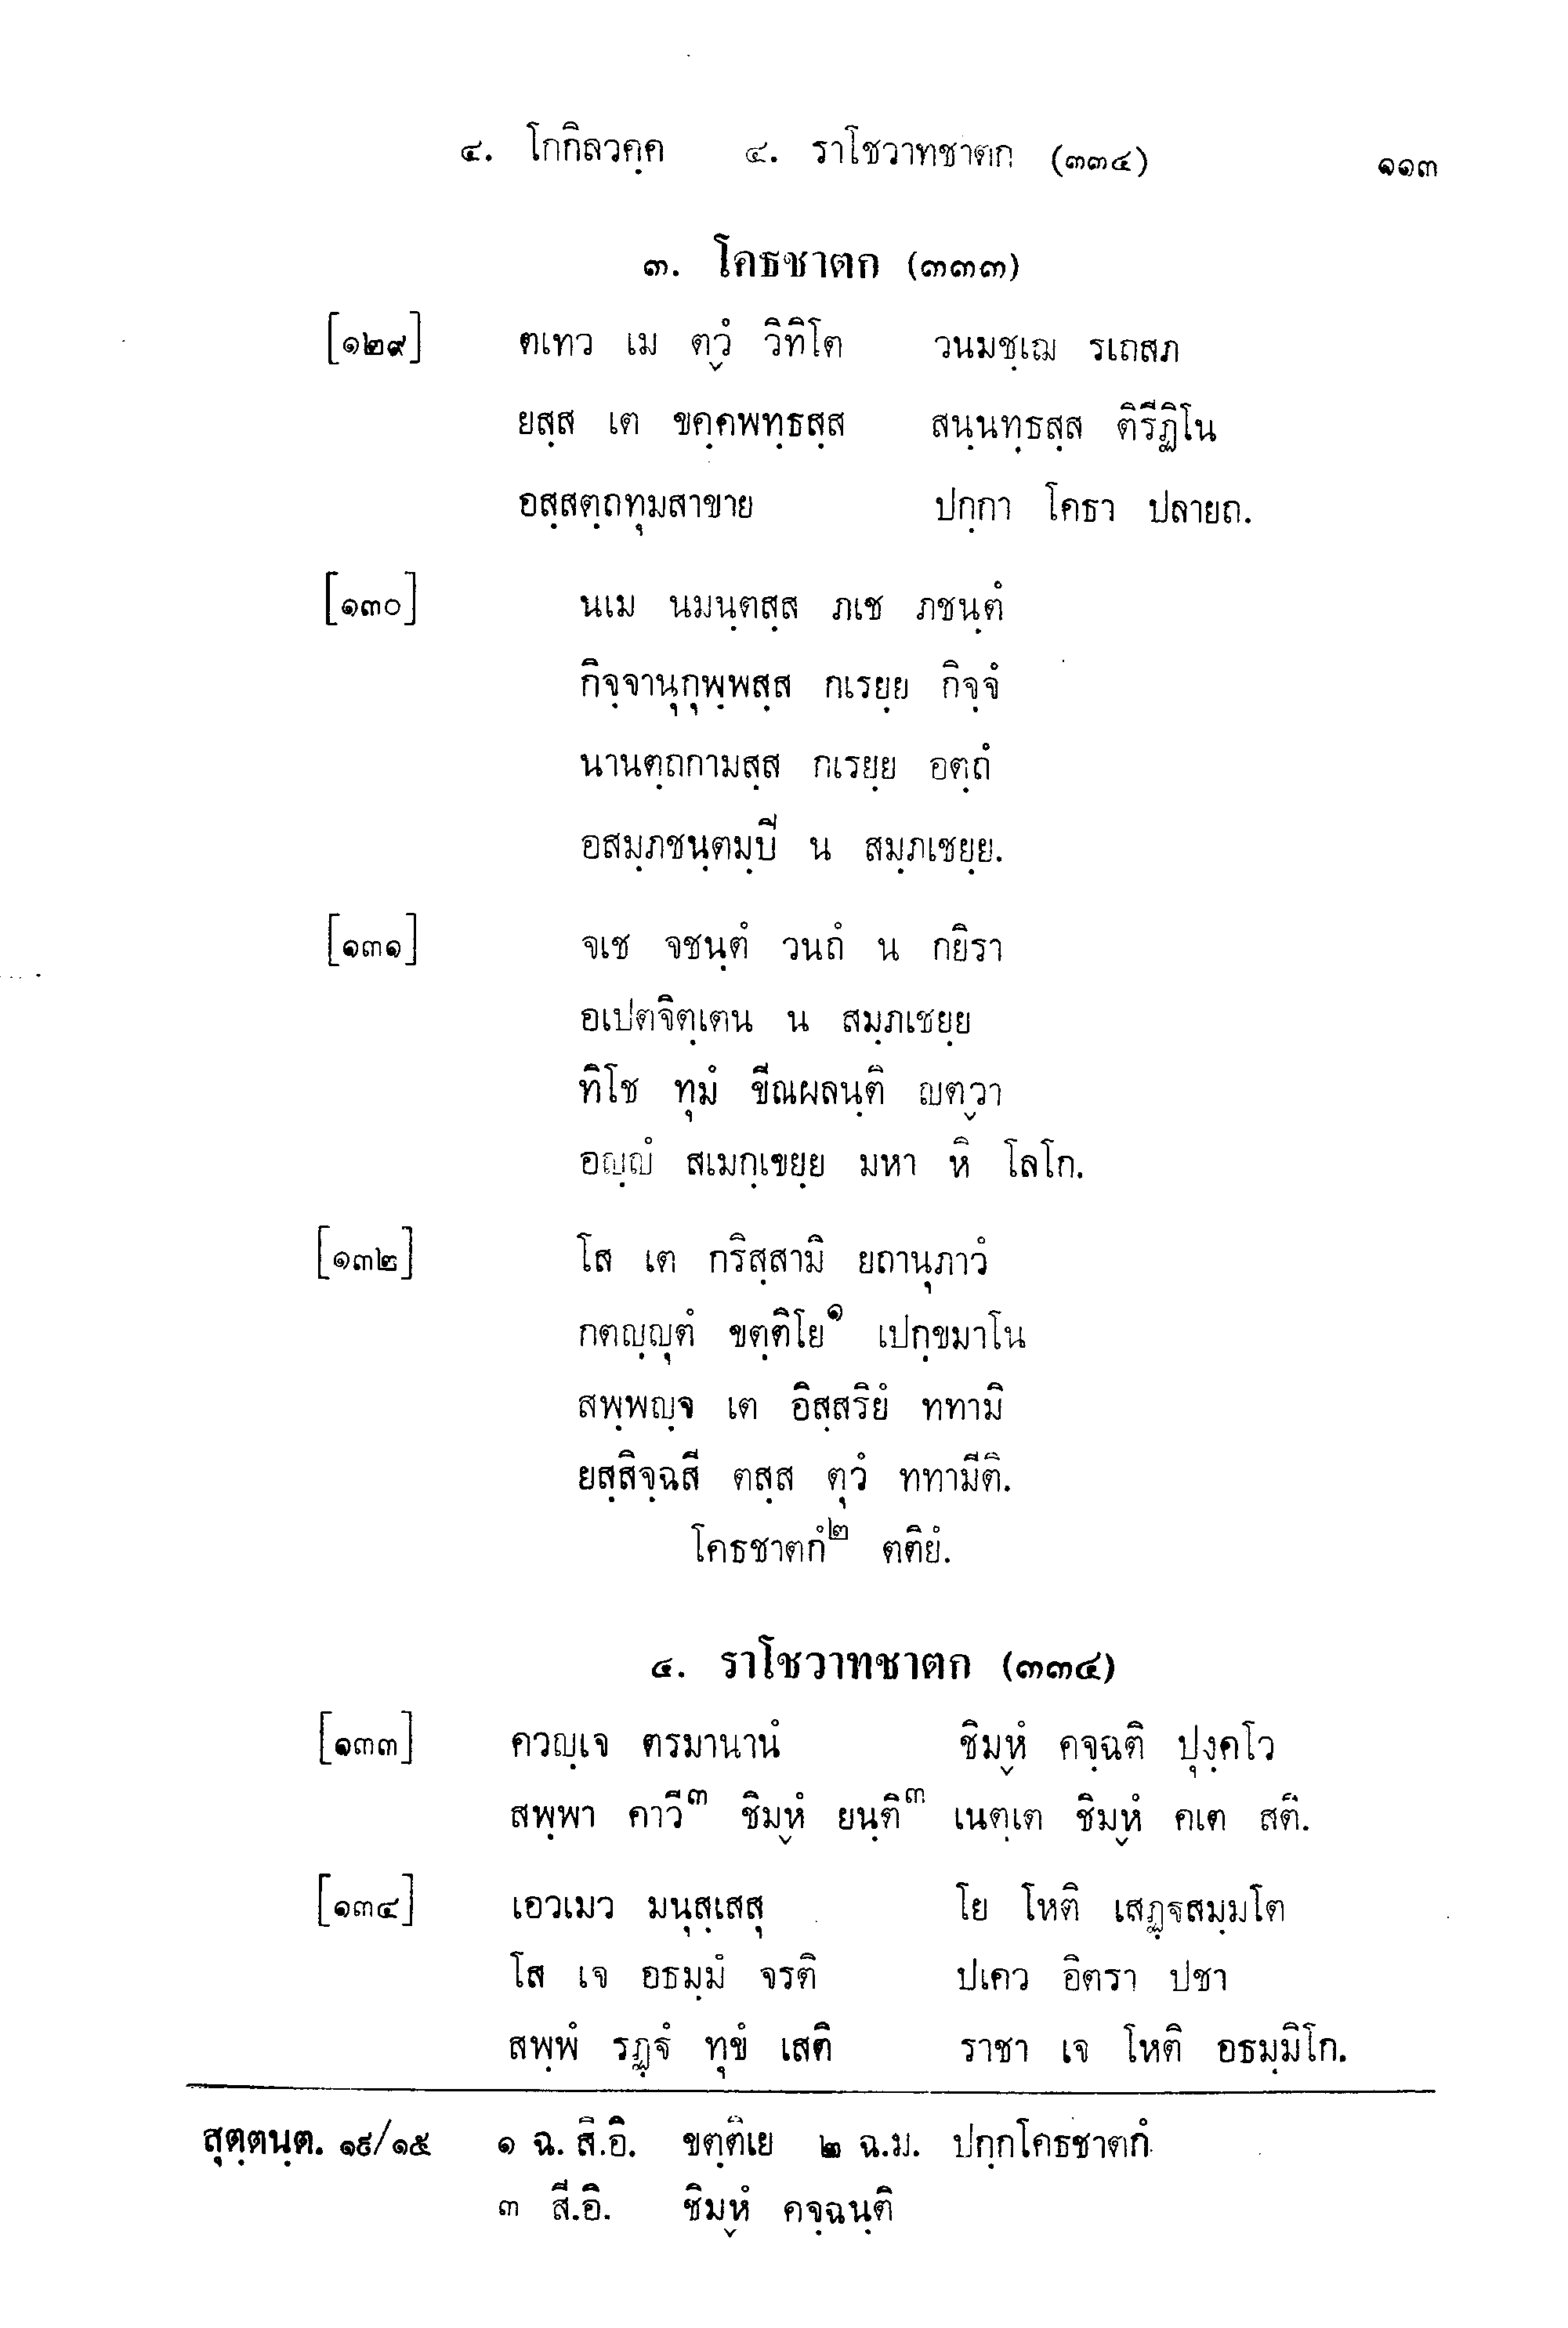 ๔. โกกิลวคฺค ๔. ราโชวาทชาตก (๓๓๔) ๑๑๓
๓. โคธชาตก (๓๓๓)
[๑๒๙] ตเทว เม ตฺวํ วิทิโต วนมชฺเฌ รเถสภ
ยสฺส เต ขคฺคพทฺธสฺส สนฺนทฺธสฺส ติรีฏิโน
อสฺสตฺถทุมสาขาย ปกฺกา โคธา ปลายถ.
[๑๓๐] นเม นมนฺตสฺส ภเช ภชนฺตํ
กิจฺจานุกุพฺพสฺส กเรยฺย กิจฺจํ
นานตฺถกามสฺส กเรยฺย อตฺถํ
อสมฺภชนฺตมฺปิ น สมฺภเชยฺย.
[๑๓๑] จเช จชนฺตํ วนถํ น กยิรา
อเปตจิตฺเตน น สมฺภเชยฺย
ทิโช ทุมํ ขีณผลนฺติ ญตฺวา
อญฺญํ สเมกฺเขยฺย มหา หิ โลโก.
[๑๓๒] โส เต กริสฺสามิ ยถานุภาวํ
กตญฺญุตํ ขตฺติโย๑ เปกฺขมาโน
สพฺพญฺจ เต อิสฺสริยํ ททามิ
ยสฺสิจฺฉสี ตสฺส ตุวํ ททามีติ.
โคธชาตกํ๒ ตติยํ.
๔. ราโชวาทชาตก (๓๓๔)
[๑๓๓] ควญฺเจ ตรมานานํ ชิมฺหํ คจฺฉติ ปุงฺคโว
สพฺพา คาวี๓ ชิมฺหํ ยนฺติ๓ เนตฺเต ชิมฺหํ คเต สติ.
[๑๓๔] เอวเมว มนุสฺเสสุ โย โหติ เสฏฺฐสมฺมโต
โส เจ อธมฺมํ จรติ ปเคว อิตรา ปชา
สพฺพํ รฏฺฐํ ทุขํ เสติ ราชา เจ โหติ อธมฺมิโก.
สุตฺตนฺต. ๑๙/๑๕ ๑ ฉ. สี.อิ. ขตฺติเย ๒ ฉ.ม. ปกฺกโคธชาตกํ
๓ สี.อิ. ชิมฺหํ คจฺฉนฺติ